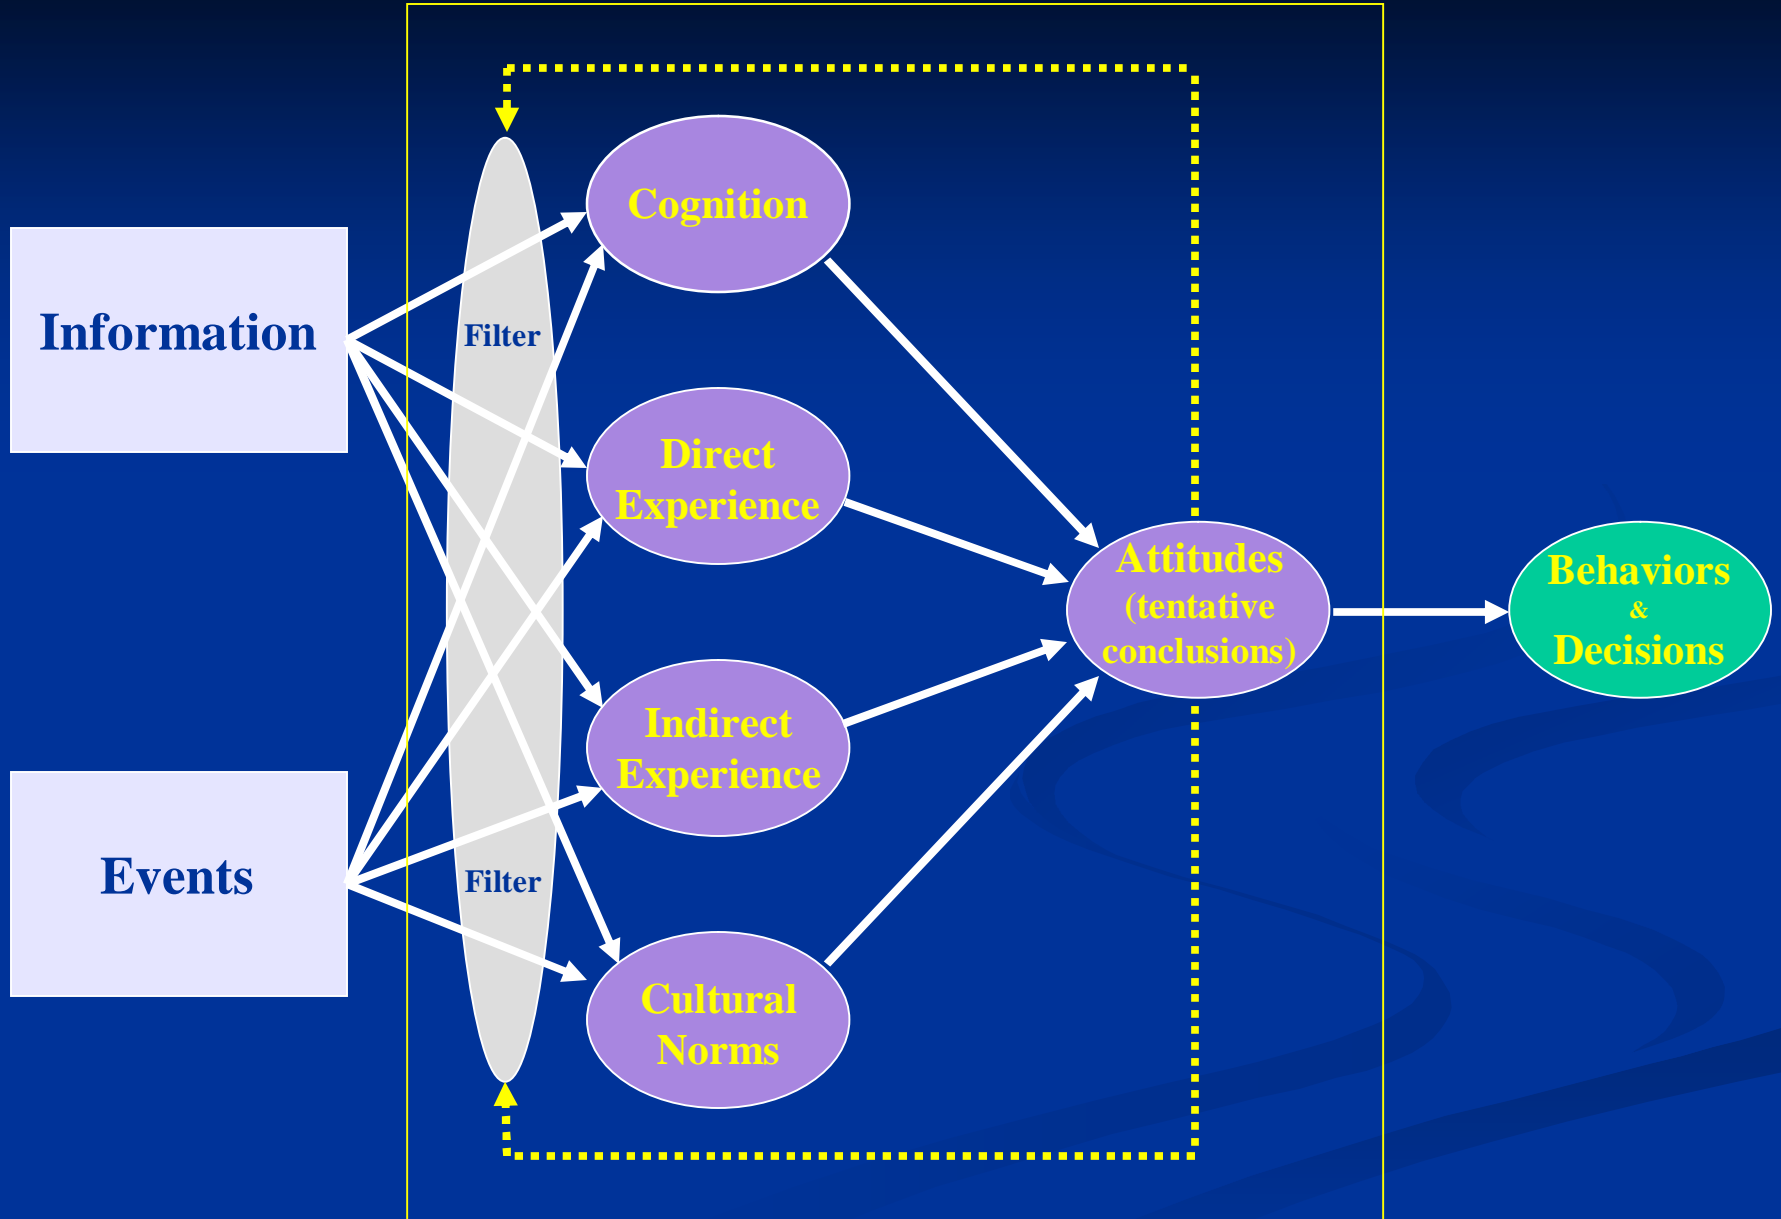 Information
Events
Filter
Filter
Cognition
Direct
Experience
Indirect
Experience
Cultural
Norms
Attitudes
(tentative
conclusions)
Behaviors
&
Decisions